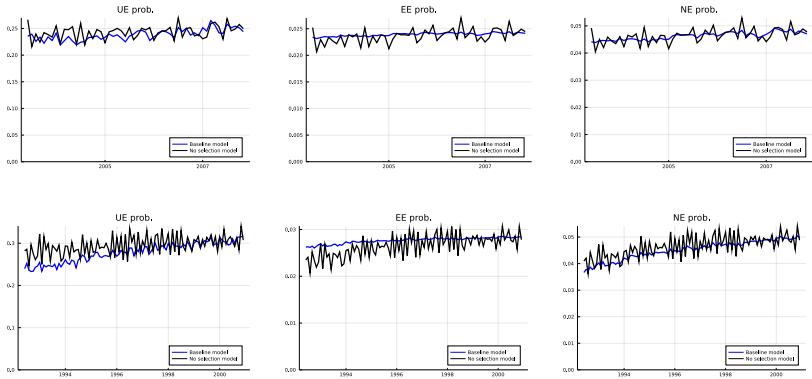 UE prob.
0.25
0.20
0.15
0.10
0.05
0.00
2005
2007
Baseline model
No selection model
EE prob.
0.025
0.020
0.015
0.010
0.005
0.000
2005
2007
Baseline model
No selection model
NE prob.
0.05
0.04
0.03
0.02
0.01
0.00
2005
2007
Baseline model
No selection model
UE prob.
0.3
0.2
0.1
0.0
1994
1996
1998
2000
Baseline model
No selection model
EE prob.
0.03
0.02
0.01
0.00
1994
1996
1998
2000
Baseline model
No selection model
NE prob.
0.05
0.04
0.03
0.02
0.01
0.00
1994
1996
1998
2000
Baseline model
No selection model